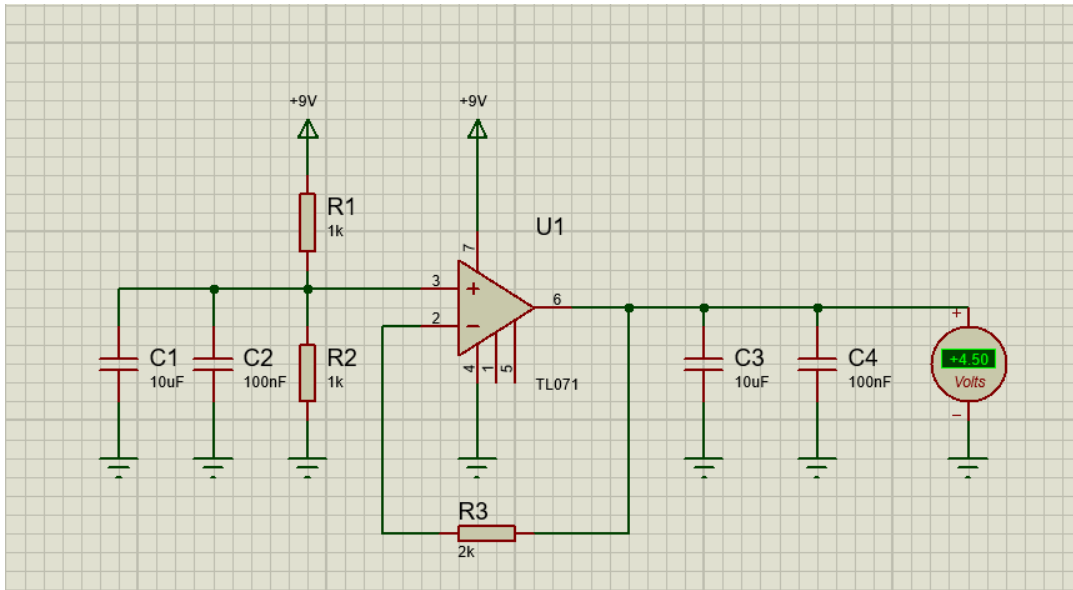 +9V
+9V
R1
1k
U1
7
3
+
6
2
−
+
C1
10uF
C2
100nF
R2
1k
4
1
5
TL071
C3
10uF
C4
100nF
+4.50
Volts
−
R3
2k